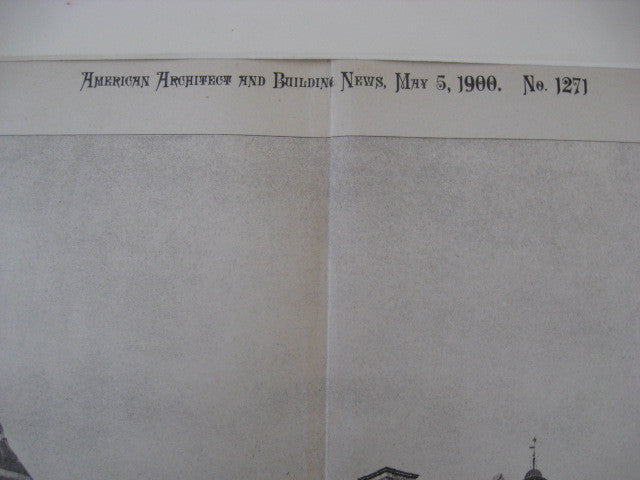 American Architect and Building News, May 5, 1900. No. 1271